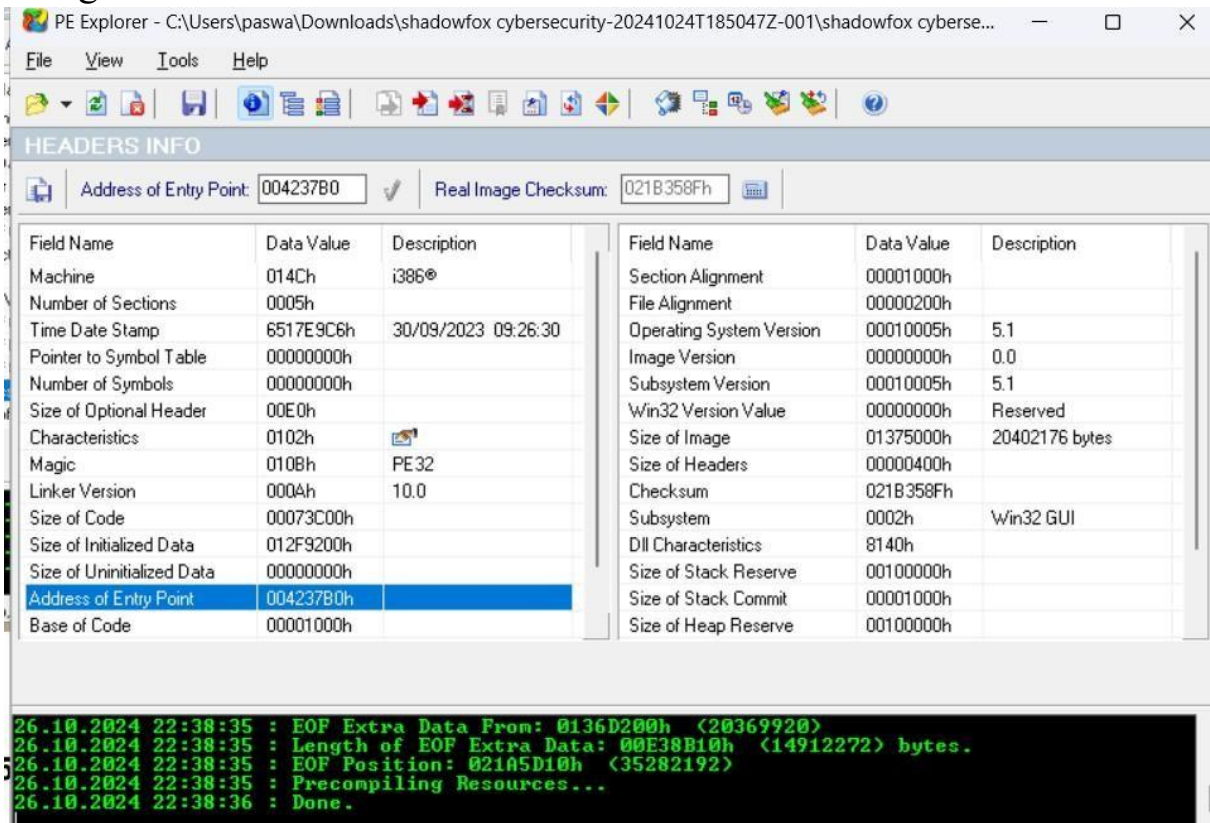 PE Explorer - C:\Users\paswa\Downloads\shadowfox cybersecurity-20241024T185047Z-001\shadowfox cyberse...
File View Tools Help
HEADERS INFO
Address of Entry Point: 004237B0 Real Image Checksum: 021B358Fh
Field Name Data Value Description Field Name Data Value Description
Machine 014Ch i386® Section Alignment 00001000h
Number of Sections 0005h File Alignment 00000200h
Time Date Stamp 6517E9C6h 30/09/2023 09:26:30 Operating System Version 00010005h 5.1
Pointer to Symbol Table 00000000h Image Version 00000000h 0.0
Number of Symbols 00000000h Subsystem Version 00010005h 5.1
Size of Optional Header 00E0h Win32 Version Value 00000000h Reserved
Characteristics 0102h Size of Image 01375000h 20402176 bytes
Magic 010Bh PE32 Size of Headers 00000400h
Linker Version 000Ah 10.0 Checksum 021B358Fh
Size of Code 00073C00h Subsystem 0002h Win32 GUI
Size of Initialized Data 012F9200h Dll Characteristics 8140h
Size of Uninitialized Data 00000000h Size of Stack Reserve 00100000h
Address of Entry Point 004237B0h Size of Stack Commit 00001000h
Base of Code 00001000h Size of Heap Reserve 00100000h
26.10.2024 22:38:35 : EOF Extra Data From: 0136D200h (20369920)
26.10.2024 22:38:35 : Length of EOF Extra Data: 00E38B10h (14912272) bytes.
26.10.2024 22:38:35 : EOF Position: 021A5D10h (35282192)
26.10.2024 22:38:35 : Precompiling Resources...
26.10.2024 22:38:36 : Done.